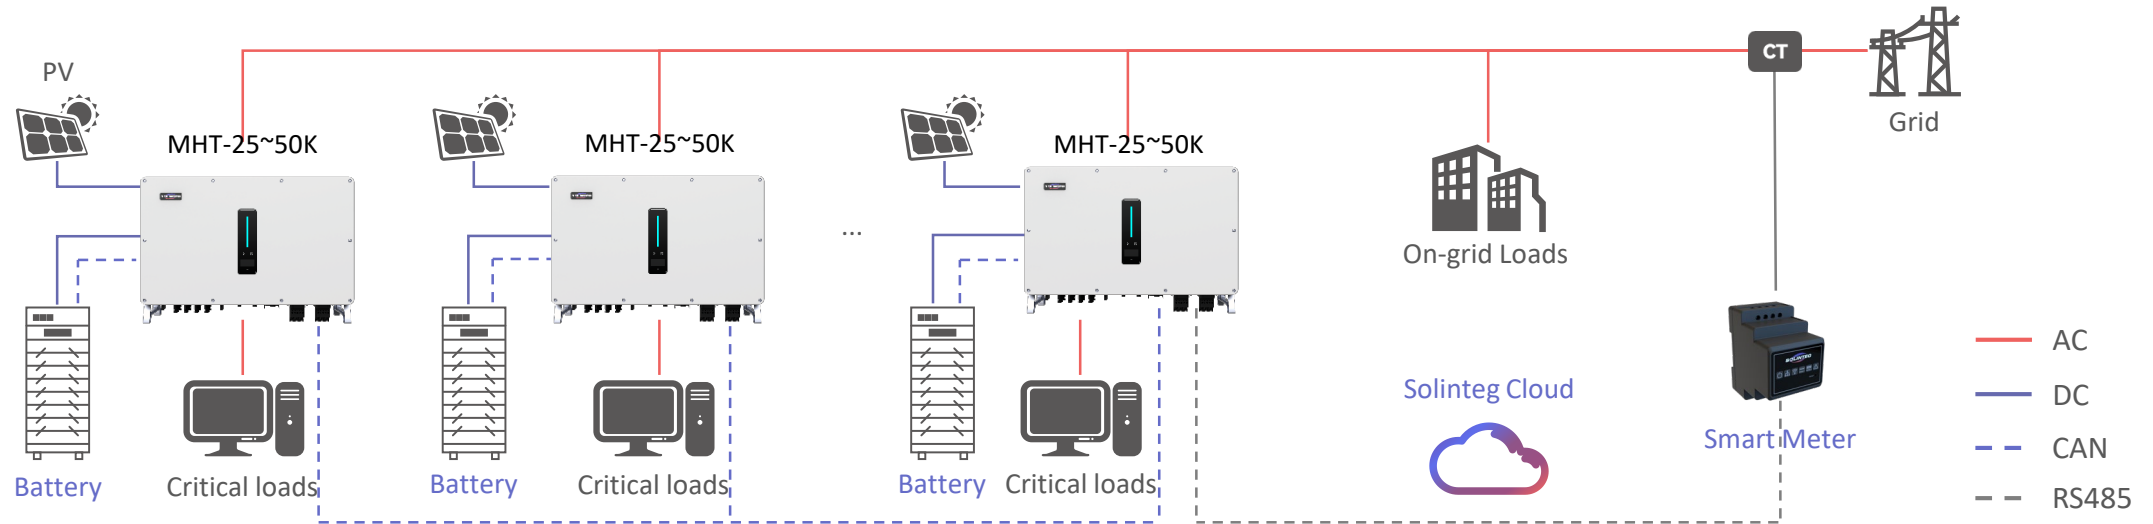 PV
CT
Grid
MHT-25~50K
MHT-25~50K
MHT-25~50K
...
On-grid Loads
SOLINTEG
AC
Solinteg Cloud
DC
Smart Meter
CAN
Battery
Critical loads
Battery
Critical loads
Battery
Critical loads
RS485